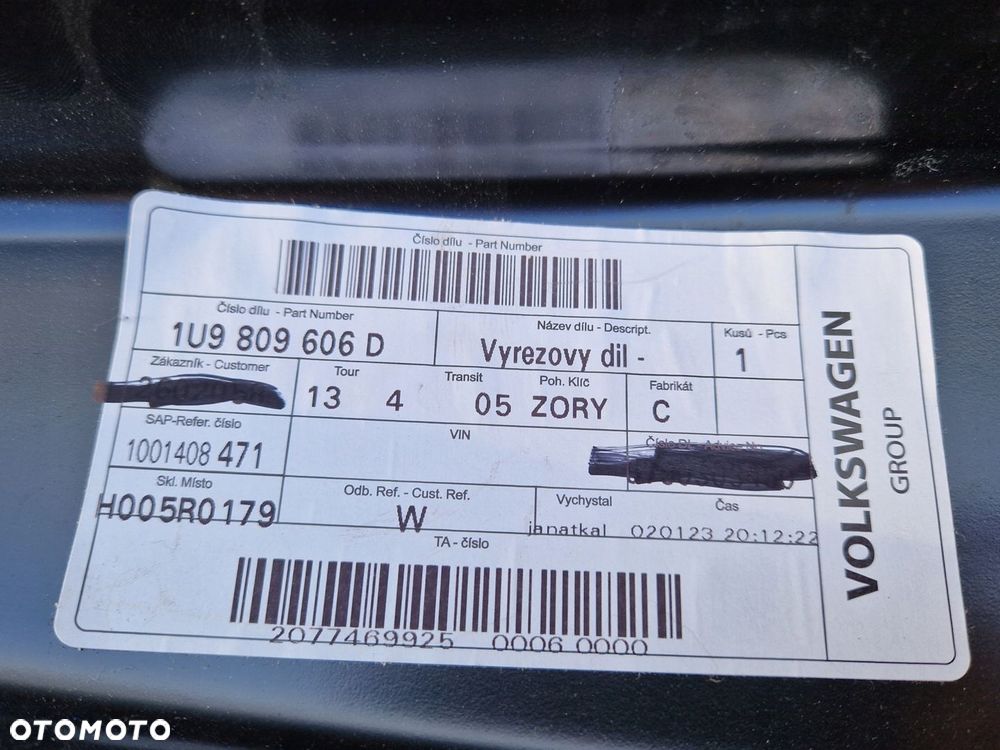 Číslo dílu - Part Number
Číslo dílu - Part Number
1U9 809 606 D
Název dílu - Descript.
Vyrezovy dil -
Kusů - Pcs
1
Zákazník - Customer
Tour
13 4
Transit
05
Poh. Klíč
ZORY
Fabrikát
C
SAP-Refer. číslo
1001408 471
VIN
Skl. Místo
H005R0179
Odb. Ref. - Cust. Ref.
W
Vychystal
janatkal
Čas
020123 20:12:22
TA - číslo
2077469925 0006 0000
VOLKSWAGEN
GROUP
OTOMOTO